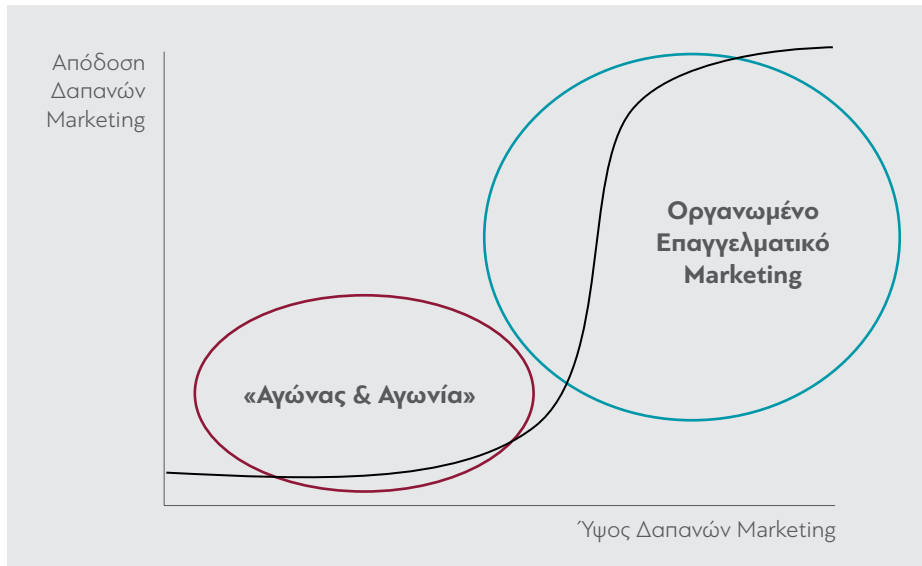 Απόδοση
Δαπανών
Marketing
Οργανωμένο
Επαγγελματικό
Marketing
«Αγώνας & Αγωνία»
Ύψος Δαπανών Marketing